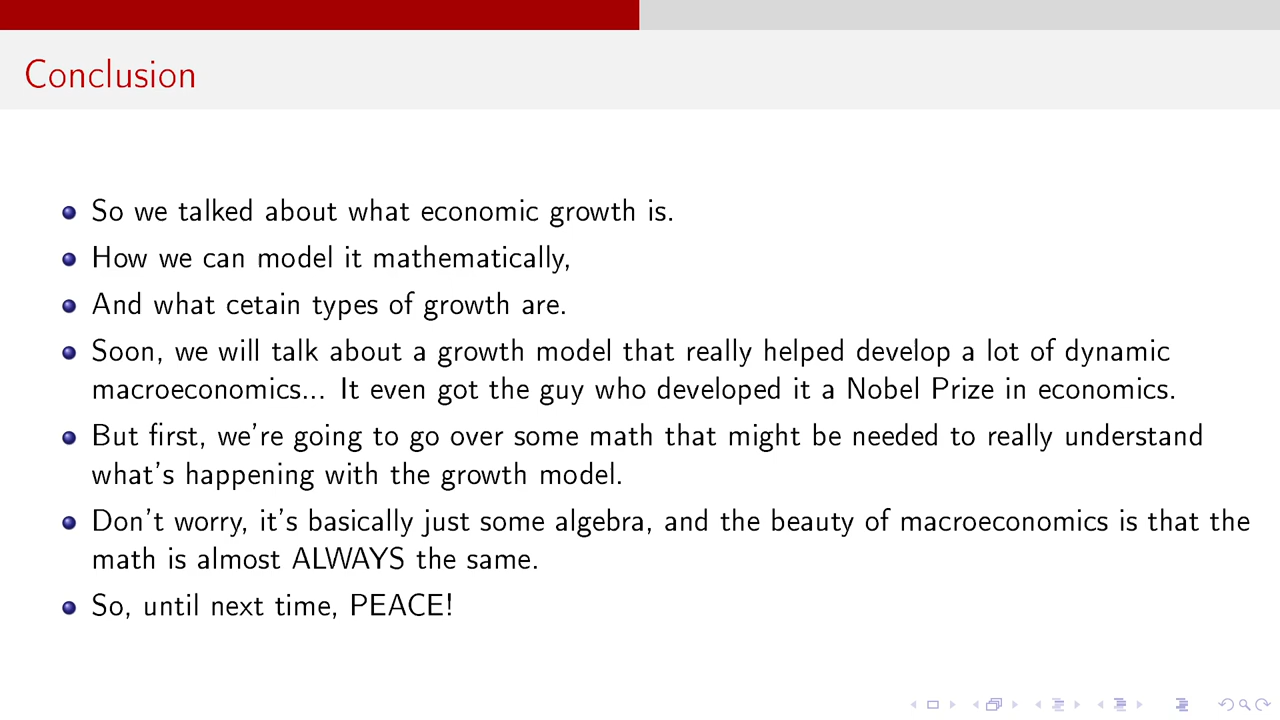 Conclusion
So we talked about what economic growth is.
How we can model it mathematically,
And what cetain types of growth are.
Soon, we will talk about a growth model that really helped develop a lot of dynamic
macroeconomics... It even got the guy who developed it a Nobel Prize in economics.
But first, we're going to go over some math that might be needed to really understand
what's happening with the growth model.
Don't worry, it's basically just some algebra, and the beauty of macroeconomics is that the
math is almost ALWAYS the same.
So, until next time, PEACE!